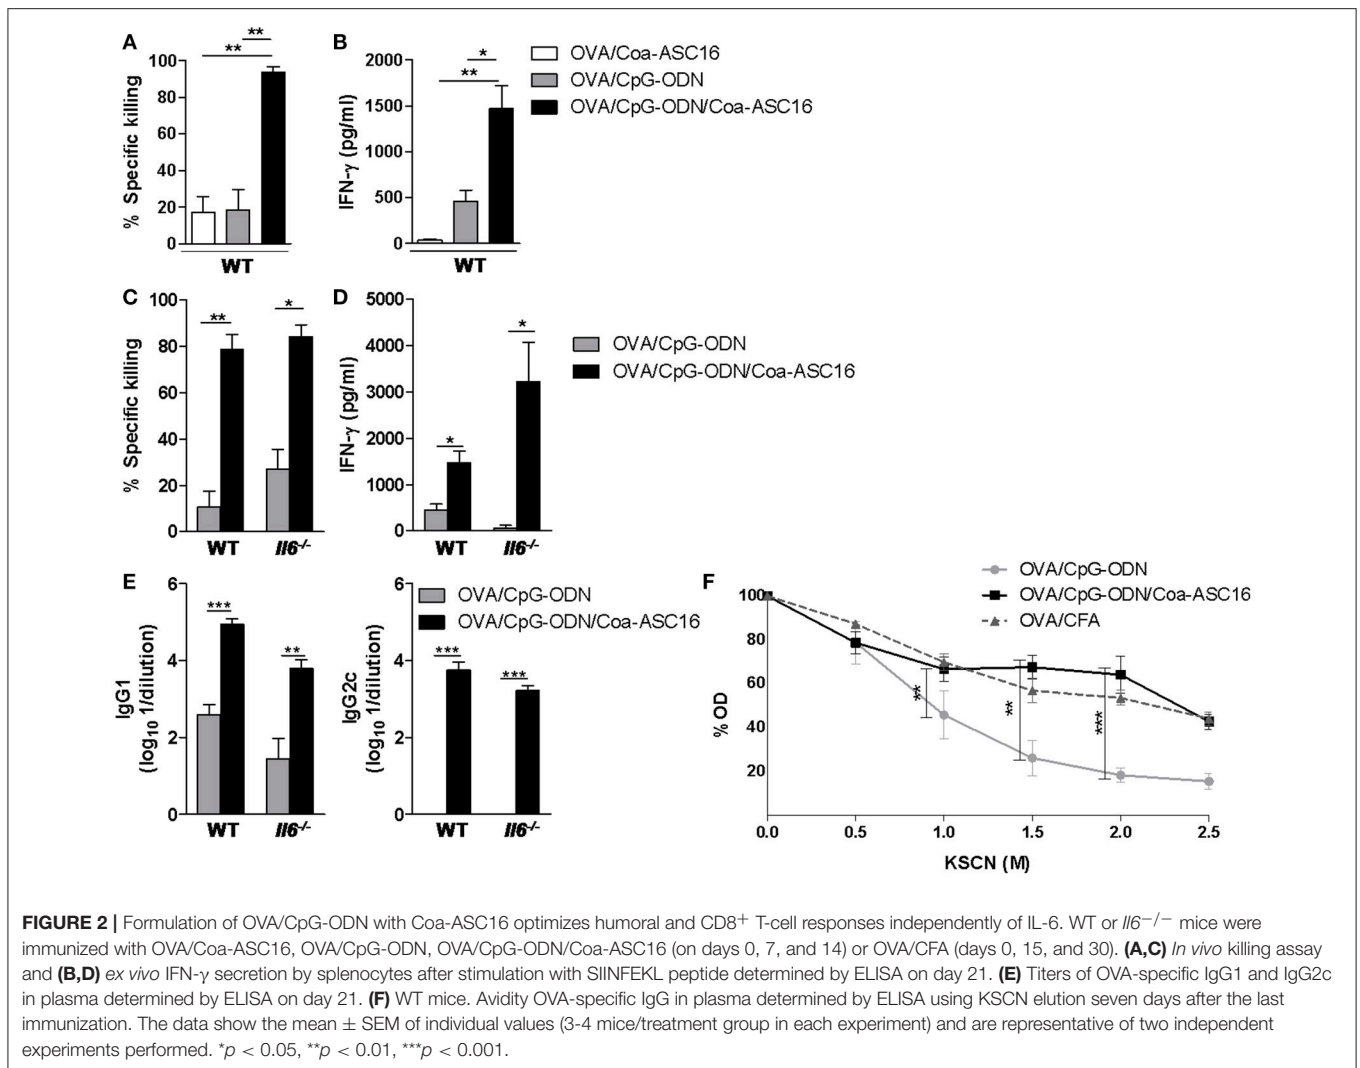 A
% Specific killing
100
80
60
40
20
0
**
**
WT
B
IFN-γ (pg/ml)
2000
1500
1000
500
0
*
**
WT
OVA/Coa-ASC16
OVA/CpG-ODN
OVA/CpG-ODN/Coa-ASC16
C
% Specific killing
100
80
60
40
20
0
**
*
WT Il6-/-
D
IFN-γ (pg/ml)
5000
4000
3000
2000
1000
0
*
*
WT Il6-/-
OVA/CpG-ODN
OVA/CpG-ODN/Coa-ASC16
E
IgG1
(log10 1/dilution)
6
4
2
0
***
**
WT Il6-/-
IgG2c
(log10 1/dilution)
6
4
2
0
***
***
WT Il6-/-
OVA/CpG-ODN
OVA/CpG-ODN/Coa-ASC16
F
OVA/CpG-ODN
OVA/CpG-ODN/Coa-ASC16
OVA/CFA
% OD
100
80
60
40
20
**
**
***
0.0 0.5 1.0 1.5 2.0 2.5
KSCN (M)
FIGURE 2 | Formulation of OVA/CpG-ODN with Coa-ASC16 optimizes humoral and CD8+ T-cell responses independently of IL-6. WT or Il6−/− mice were
immunized with OVA/Coa-ASC16, OVA/CpG-ODN, OVA/CpG-ODN/Coa-ASC16 (on days 0, 7, and 14) or OVA/CFA (days 0, 15, and 30). (A,C) In vivo killing assay
and (B,D) ex vivo IFN-γ secretion by splenocytes after stimulation with SIINFEKL peptide determined by ELISA on day 21. (E) Titers of OVA-specific IgG1 and IgG2c
in plasma determined by ELISA on day 21. (F) WT mice. Avidity OVA-specific IgG in plasma determined by ELISA using KSCN elution seven days after the last
immunization. The data show the mean ± SEM of individual values (3-4 mice/treatment group in each experiment) and are representative of two independent
experiments performed. *p < 0.05, **p < 0.01, ***p < 0.001.